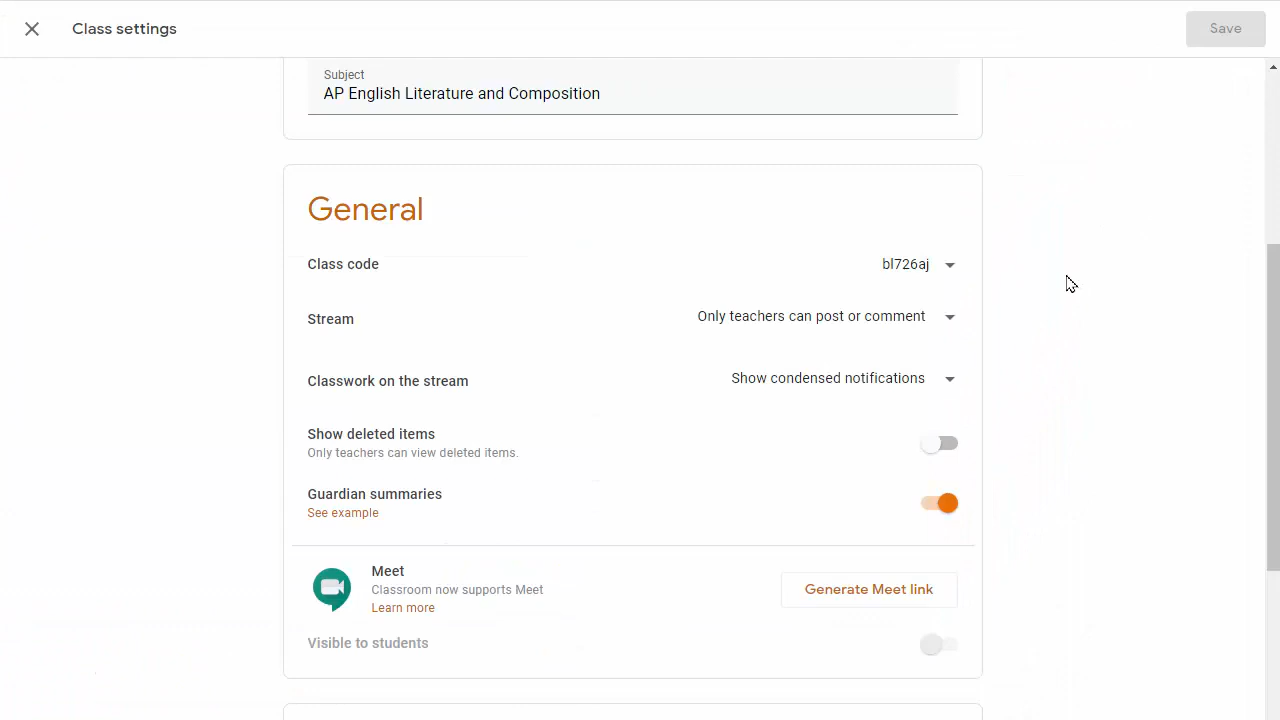 Class settings
Save
Subject
AP English Literature and Composition
General
Class code
bl726aj
Stream
Only teachers can post or comment
Classwork on the stream
Show condensed notifications
Show deleted items
Only teachers can view deleted items.
Guardian summaries
See example
Meet
Classroom now supports Meet
Learn more
Generate Meet link
Visible to students